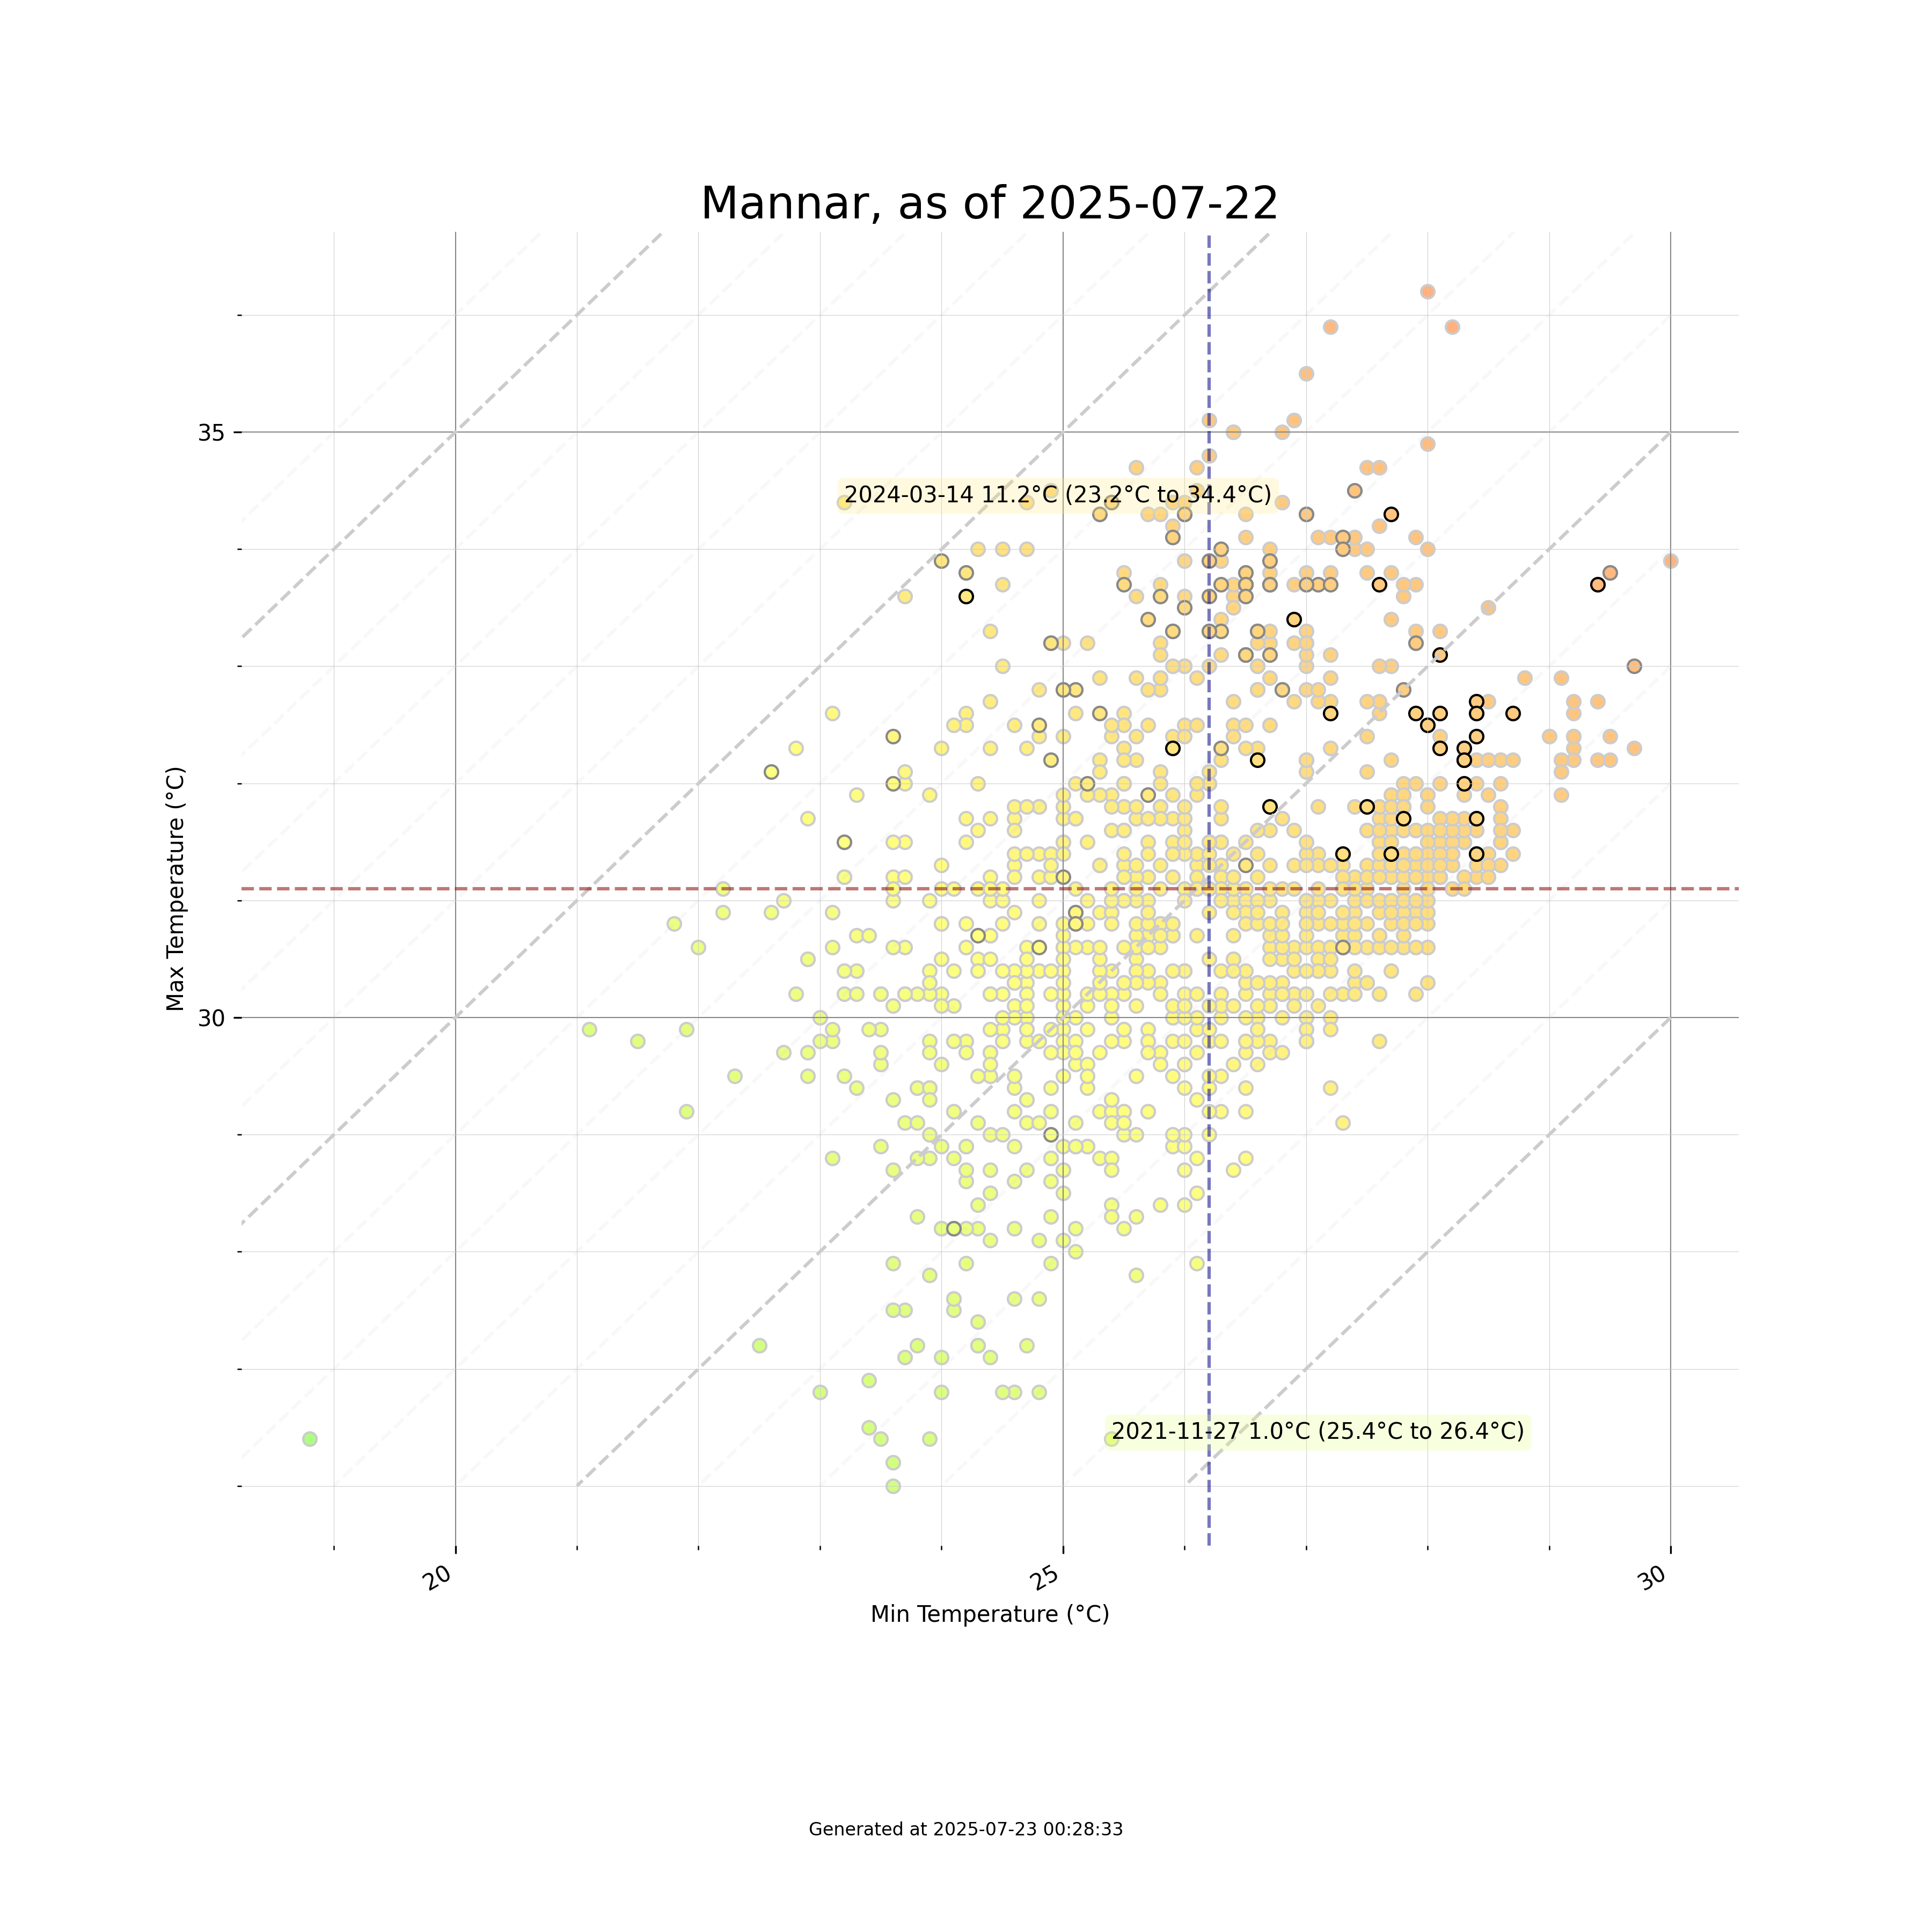 Mannar, as of 2025-07-22
35
2024-03-14 11.2°C (23.2°C to 34.4°C)
Max Temperature (°C)
30
2021-11-27 1.0°C (25.4°C to 26.4°C)
20
25
30
Min Temperature (°C)
Generated at 2025-07-23 00:28:33